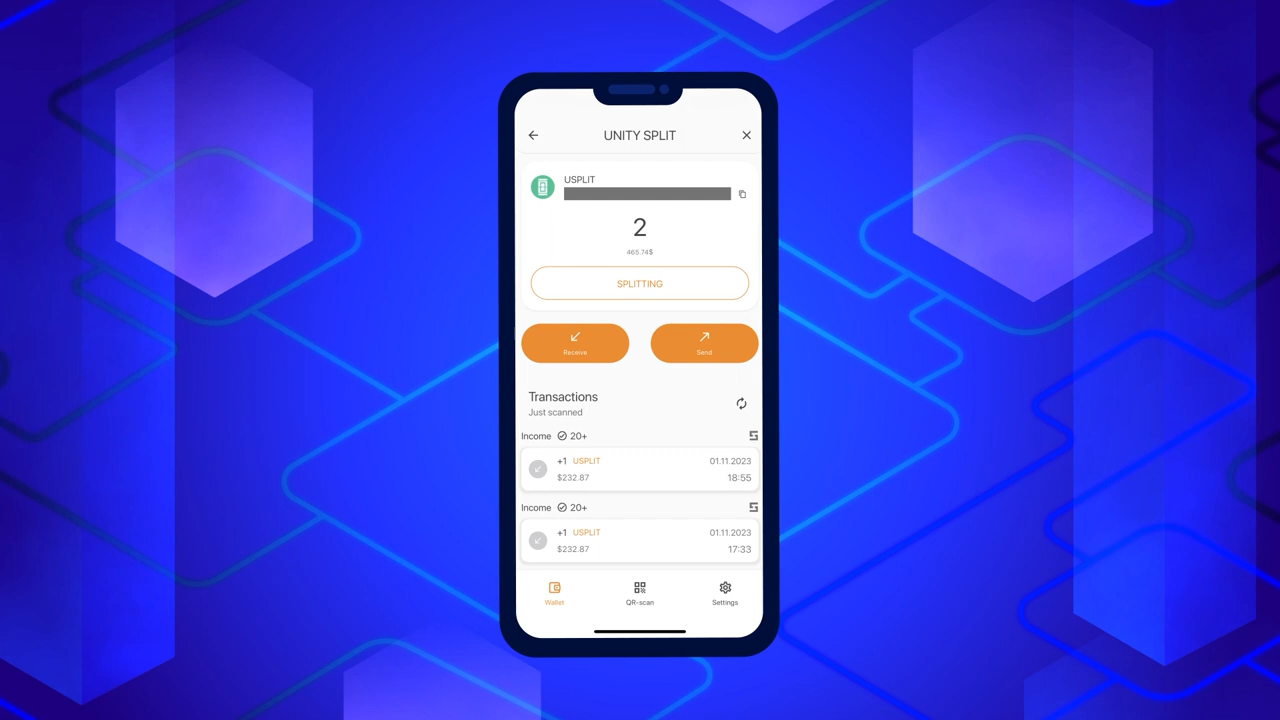 UNITY SPLIT
USPLIT
2
465.74$
SPLITTING
Receive
Send
Transactions
Just scanned
Income 20+
+1 USPLIT 01.11.2023
$232.87 18:55
Income 20+
+1 USPLIT 01.11.2023
$232.87 17:33
Wallet QR-scan Settings